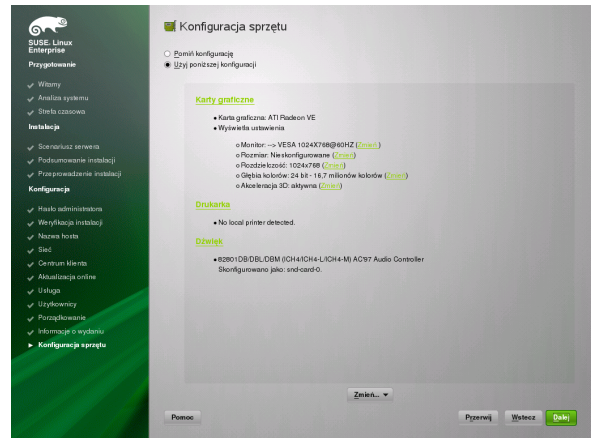 SUSE. Linux
Enterprise
Przygotowanie
Witamy
Analiza systemu
Strefa czasowa
Instalacja
Scenariusz serwera
Podsumowanie instalacji
Przeprowadzenie instalacji
Konfiguracja
Hasło administratora
Weryfikacja instalacji
Nazwa hosta
Sieć
Centrum klienta
Aktualizacja online
Usługa
Użytkownicy
Porządkowanie
Informacje o wydaniu
Konfiguracja sprzętu
Konfiguracja sprzętu
Pomiń konfigurację
Użyj poniższej konfiguracji
Karty graficzne
Karta graficzna: ATI Radeon VE
Wyświetla ustawienia
Monitor: --> VESA 1024X768@60HZ (Zmień)
Rozmiar: Nieskonfigurowane (Zmień)
Rozdzielczość: 1024x768 (Zmień)
Głębia kolorów: 24 bit - 16,7 milionów kolorów (Zmień)
Akceleracja 3D: aktywna (Zmień)
Drukarka
No local printer detected.
Dźwięk
82801DB/DBL/DBM (ICH4/ICH4-L/ICH4-M) AC'97 Audio Controller
Skonfigurowano jako: snd-card-0.
Zmień...
Pomoc
Przerwij
Wstecz
Dalej